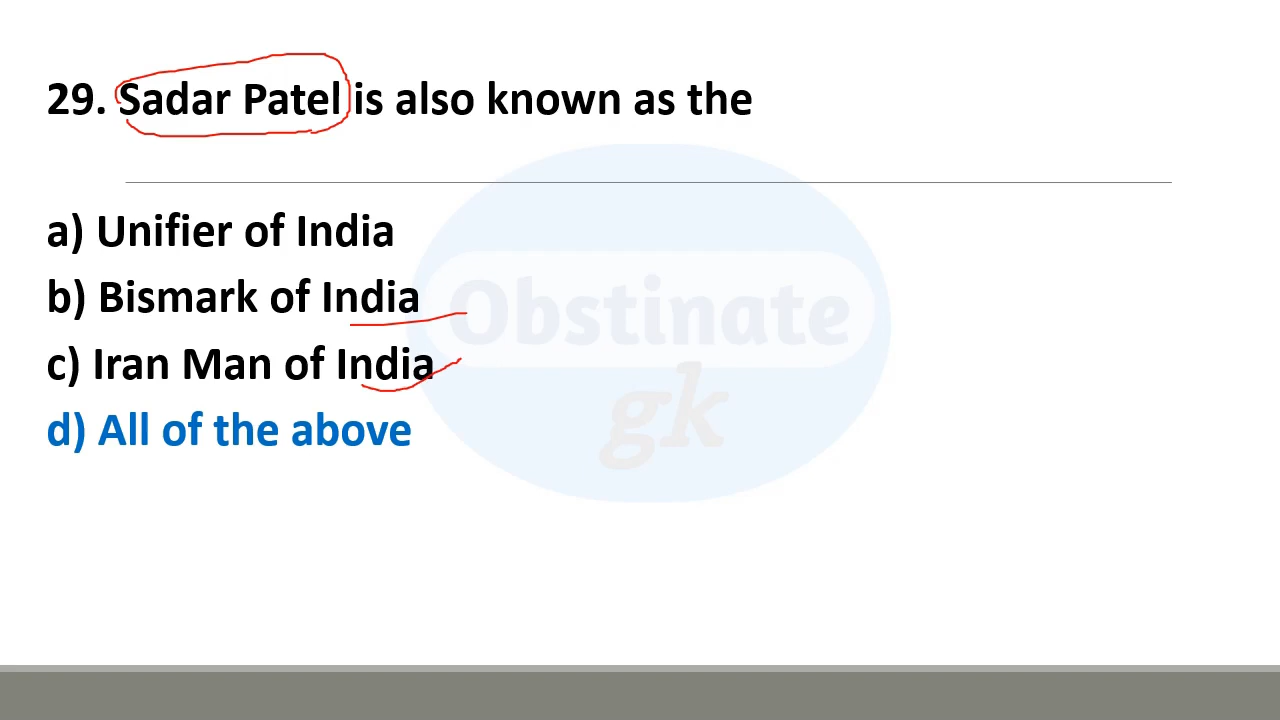 29. Sadar Patel is also known as the
a) Unifier of India
b) Bismark of India
Obstinate
c) Iran Man of India
gk
d) All of the above